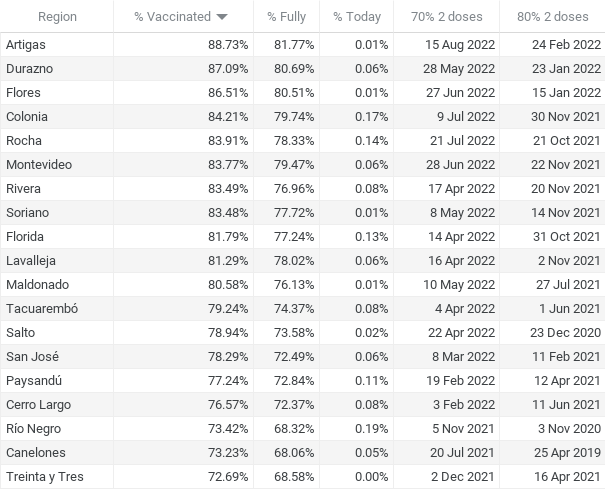 Region % Vaccinated % Fully % Today 70% 2 doses 80% 2 doses
Artigas 88.73% 81.77% 0.01% 15 Aug 2022 24 Feb 2022
Durazno 87.09% 80.69% 0.06% 28 May 2022 23 Jan 2022
Flores 86.51% 80.51% 0.01% 27 Jun 2022 15 Jan 2022
Colonia 84.21% 79.74% 0.17% 9 Jul 2022 30 Nov 2021
Rocha 83.91% 78.33% 0.14% 21 Jul 2022 21 Oct 2021
Montevideo 83.77% 79.47% 0.06% 28 Jun 2022 22 Nov 2021
Rivera 83.49% 76.96% 0.08% 17 Apr 2022 20 Nov 2021
Soriano 83.48% 77.72% 0.01% 8 May 2022 14 Nov 2021
Florida 81.79% 77.24% 0.13% 14 Apr 2022 31 Oct 2021
Lavalleja 81.29% 78.02% 0.06% 16 Apr 2022 2 Nov 2021
Maldonado 80.58% 76.13% 0.01% 10 May 2022 27 Jul 2021
Tacuarembó 79.24% 74.37% 0.08% 4 Apr 2022 1 Jun 2021
Salto 78.94% 73.58% 0.02% 22 Apr 2022 23 Dec 2020
San José 78.29% 72.49% 0.06% 8 Mar 2022 11 Feb 2021
Paysandú 77.24% 72.84% 0.11% 19 Feb 2022 12 Apr 2021
Cerro Largo 76.57% 72.37% 0.08% 3 Feb 2022 11 Jun 2021
Río Negro 73.42% 68.32% 0.19% 5 Nov 2021 3 Nov 2020
Canelones 73.23% 68.06% 0.05% 20 Jul 2021 25 Apr 2019
Treinta y Tres 72.69% 68.58% 0.00% 2 Dec 2021 16 Apr 2021